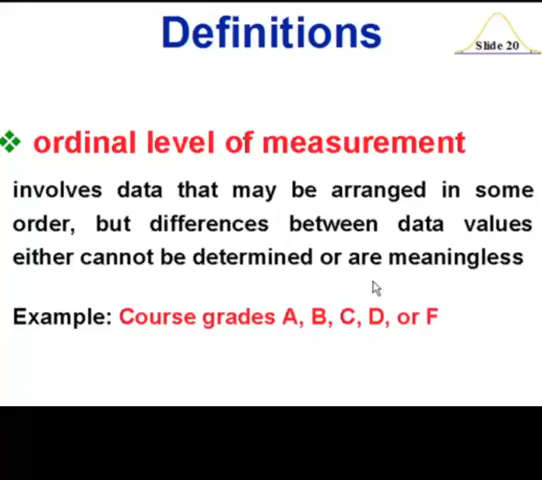 Definitions
Slide 20
ordinal level of measurement
involves data that may be arranged in some
order, but differences between data values
either cannot be determined or are meaningless
Example: Course grades A, B, C, D, or F